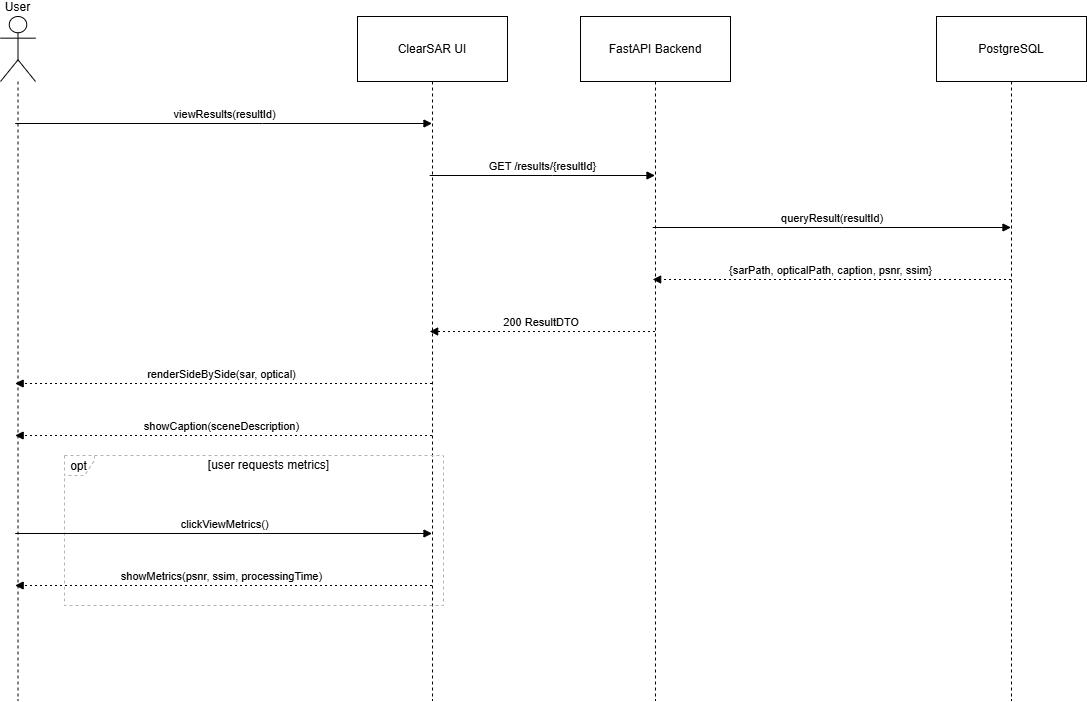 User
ClearSAR UI
FastAPI Backend
PostgreSQL
viewResults(resultId)
GET /results/{resultId}
queryResult(resultId)
{sarPath, opticalPath, caption, psnr, ssim}
200 ResultDTO
renderSideBySide(sar, optical)
showCaption(sceneDescription)
opt
[user requests metrics]
clickViewMetrics()
showMetrics(psnr, ssim, processingTime)